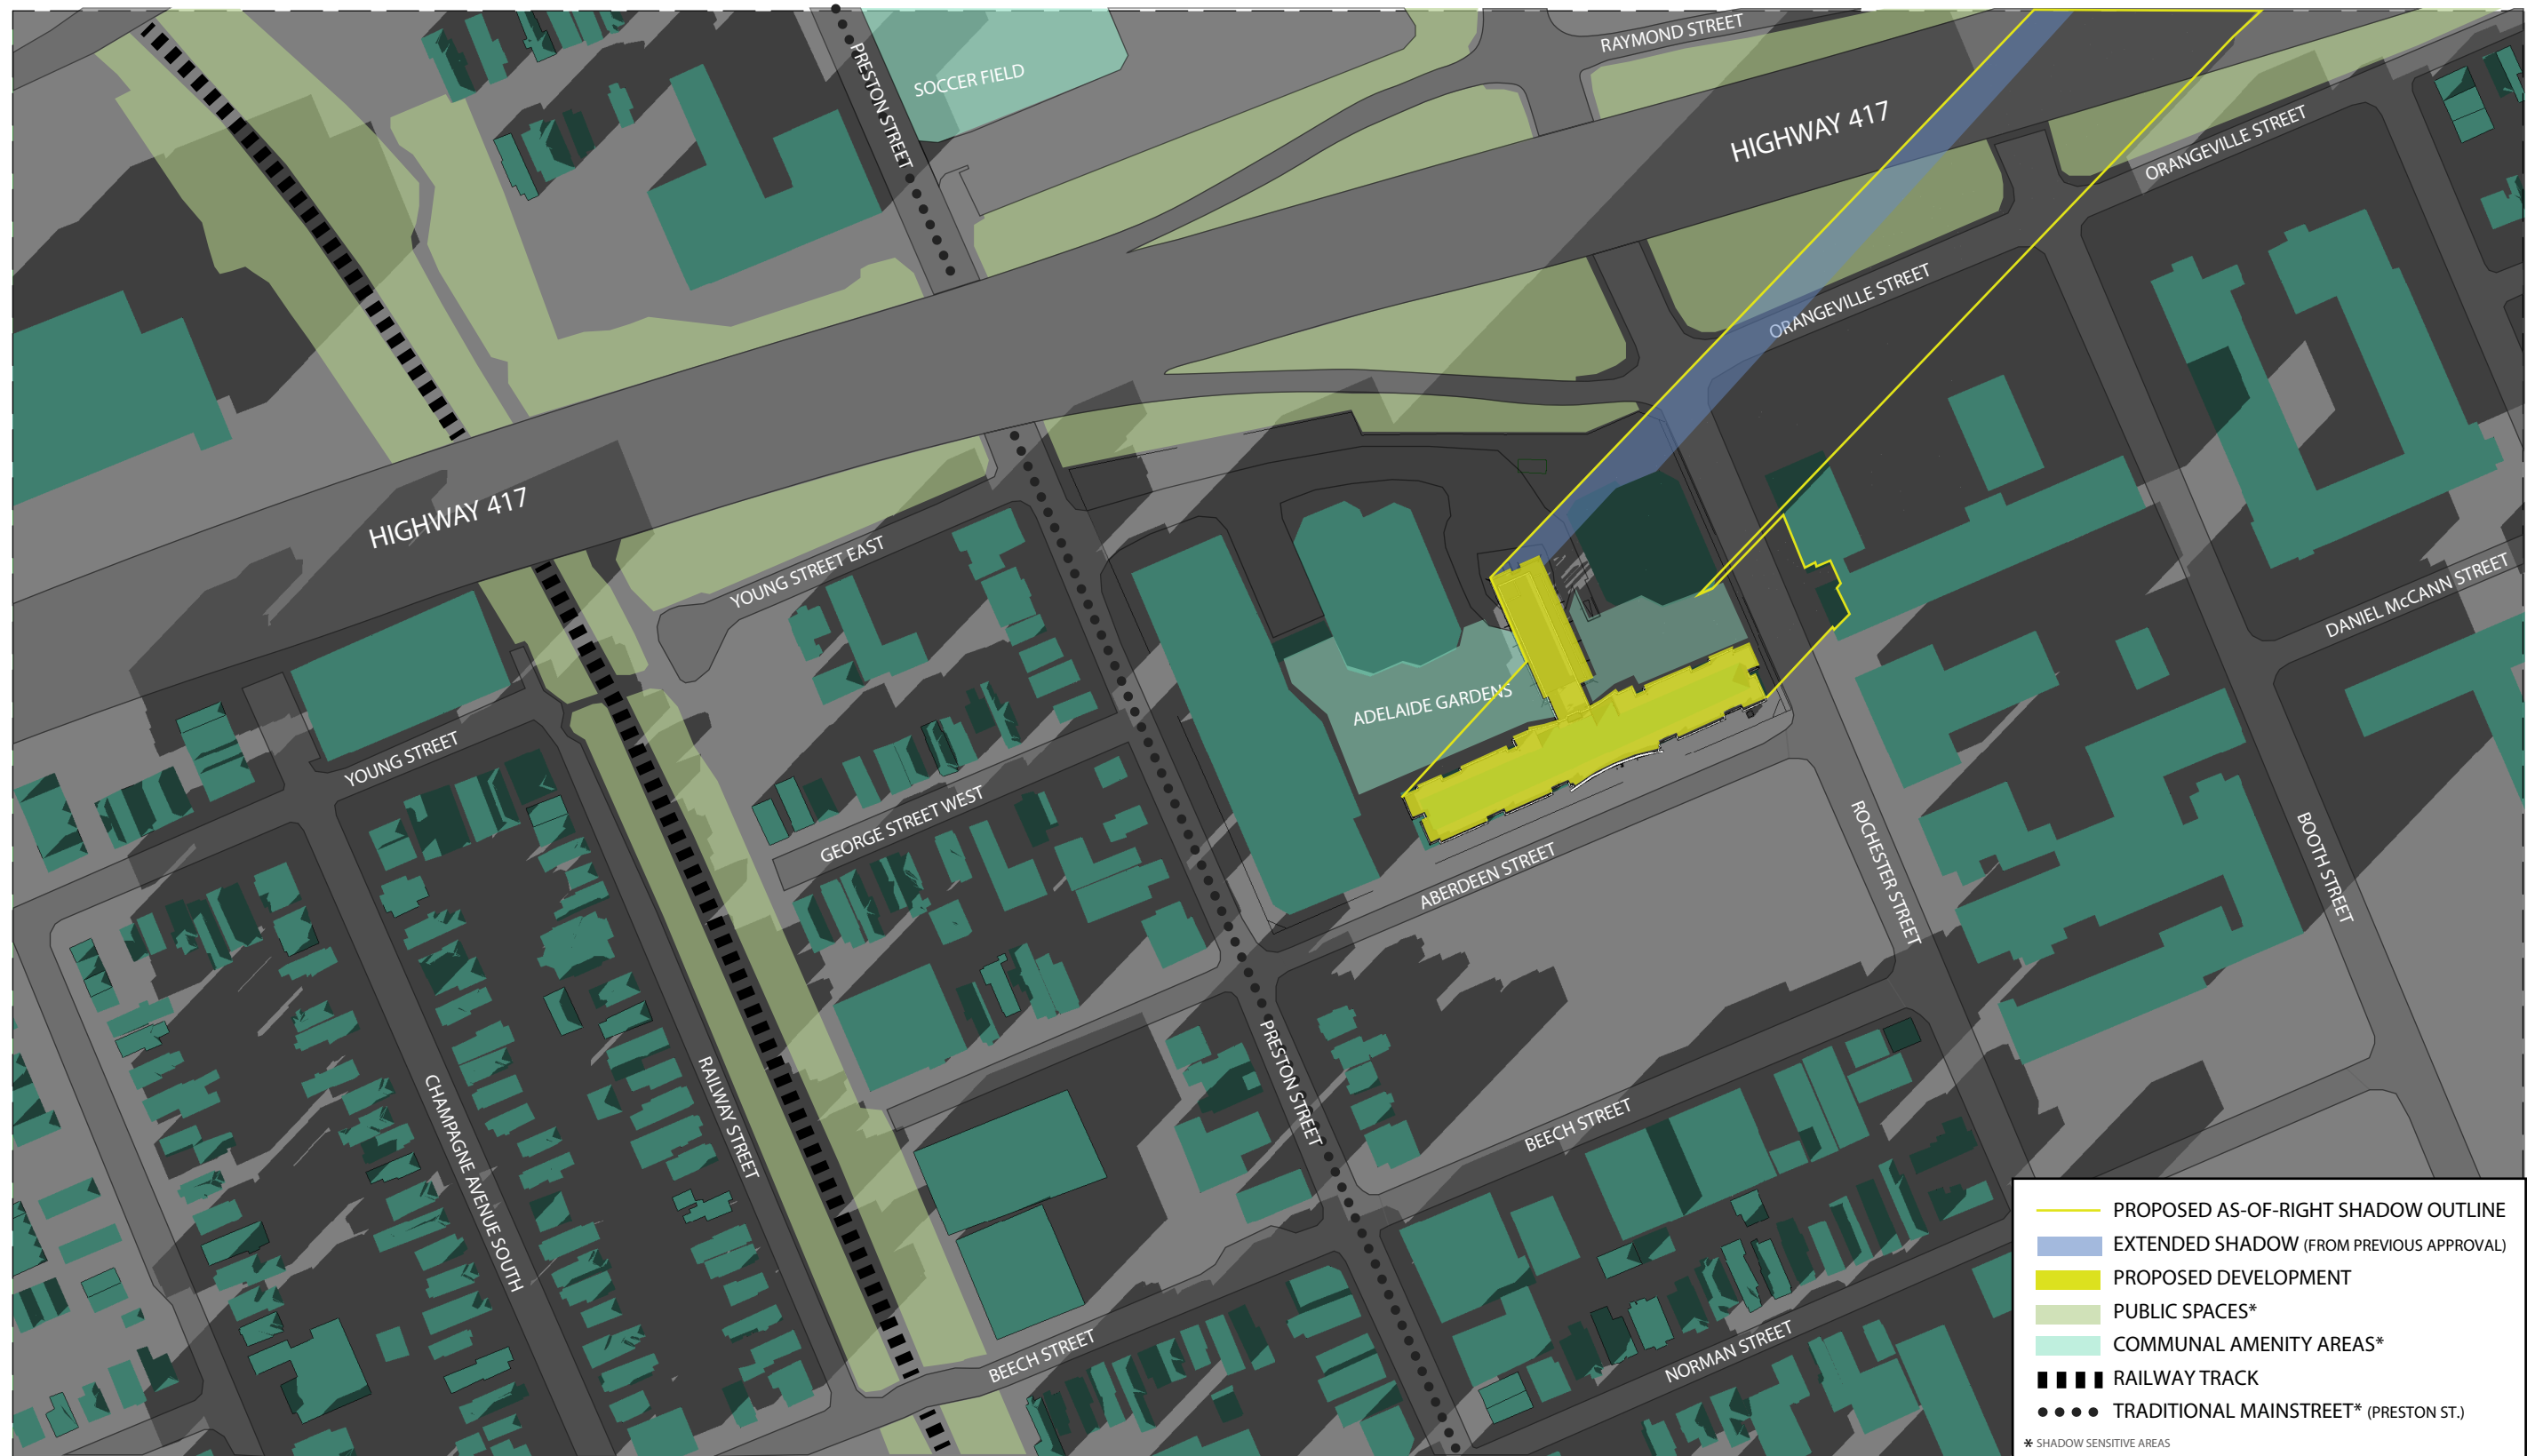 RAYMOND STREET
PRESTON STREET
SOCCER FIELD
HIGHWAY 417
ORANGEVILLE STREET
ORANGEVILLE STREET
HIGHWAY 417
YOUNG STREET EAST
DANIEL McCANN STREET
ADELAIDE GARDENS
YOUNG STREET
GEORGE STREET WEST
ABERDEEN STREET
ROCHESTER STREET
BOOTH STREET
PRESTON STREET
RAILWAY STREET
CHAMPAGNE AVENUE SOUTH
BEECH STREET
BEECH STREET
NORMAN STREET
PROPOSED AS-OF-RIGHT SHADOW OUTLINE
EXTENDED SHADOW (FROM PREVIOUS APPROVAL)
PROPOSED DEVELOPMENT
PUBLIC SPACES*
COMMUNAL AMENITY AREAS*
RAILWAY TRACK
TRADITIONAL MAINSTREET* (PRESTON ST.)
* SHADOW SENSITIVE AREAS